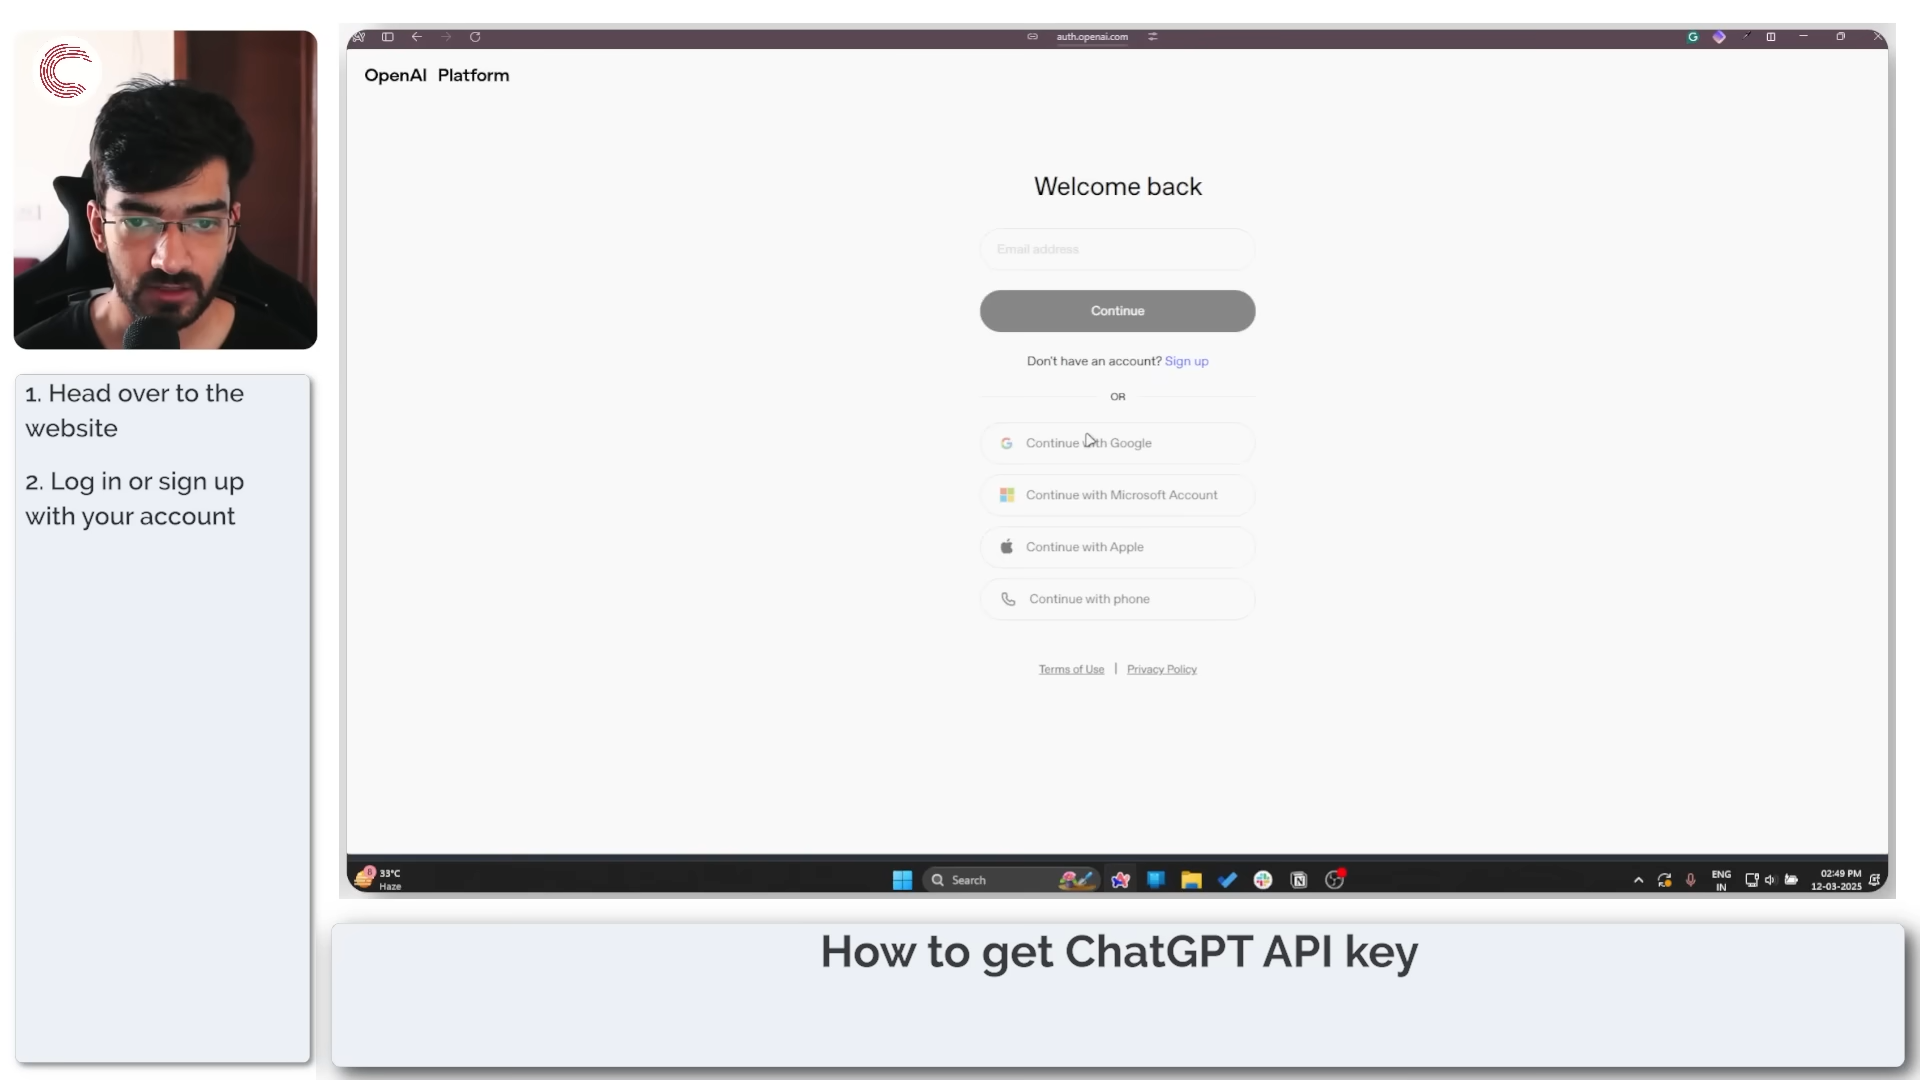 auth.openai.com
OpenAI Platform
Welcome back
Email address
Continue
Don't have an account? Sign up
OR
Continue with Google
Continue with Microsoft Account
Continue with Apple
Continue with phone
Terms of Use | Privacy Policy
1. Head over to the
website
2. Log in or sign up
with your account
33°C
Haze
Search
ENG
IN
02:49 PM
12-03-2025
How to get ChatGPT API key